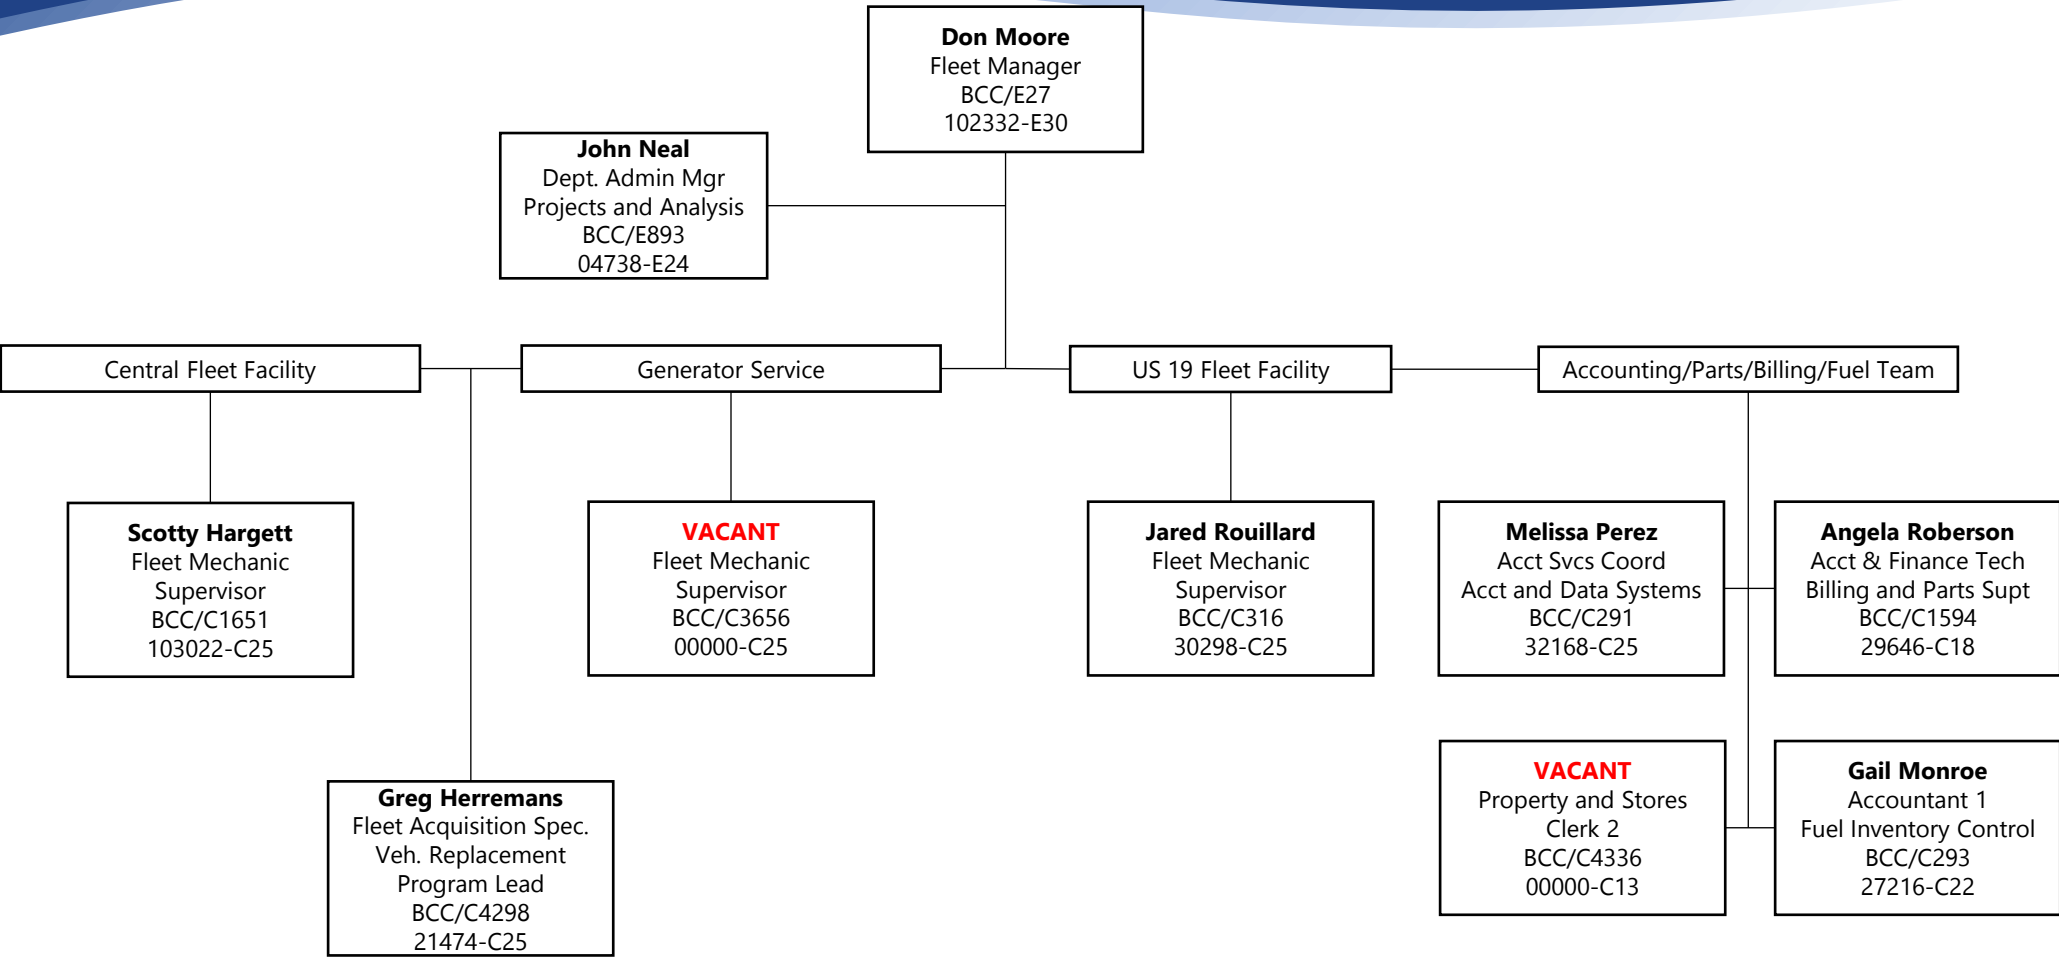 Don Moore
Fleet Manager
BCC/E27
102332-E30
John Neal
Dept. Admin Mgr
Projects and Analysis
BCC/E893
04738-E24
Central Fleet Facility
Generator Service
US 19 Fleet Facility
Accounting/Parts/Billing/Fuel Team
Scotty Hargett
Fleet Mechanic
Supervisor
BCC/C1651
103022-C25
VACANT
Fleet Mechanic
Supervisor
BCC/C3656
00000-C25
Jared Rouillard
Fleet Mechanic
Supervisor
BCC/C316
30298-C25
Melissa Perez
Acct Svcs Coord
Acct and Data Systems
BCC/C291
32168-C25
Angela Roberson
Acct & Finance Tech
Billing and Parts Supt
BCC/C1594
29646-C18
Greg Herremans
Fleet Acquisition Spec.
Veh. Replacement
Program Lead
BCC/C4298
21474-C25
VACANT
Property and Stores
Clerk 2
BCC/C4336
00000-C13
Gail Monroe
Accountant 1
Fuel Inventory Control
BCC/C293
27216-C22